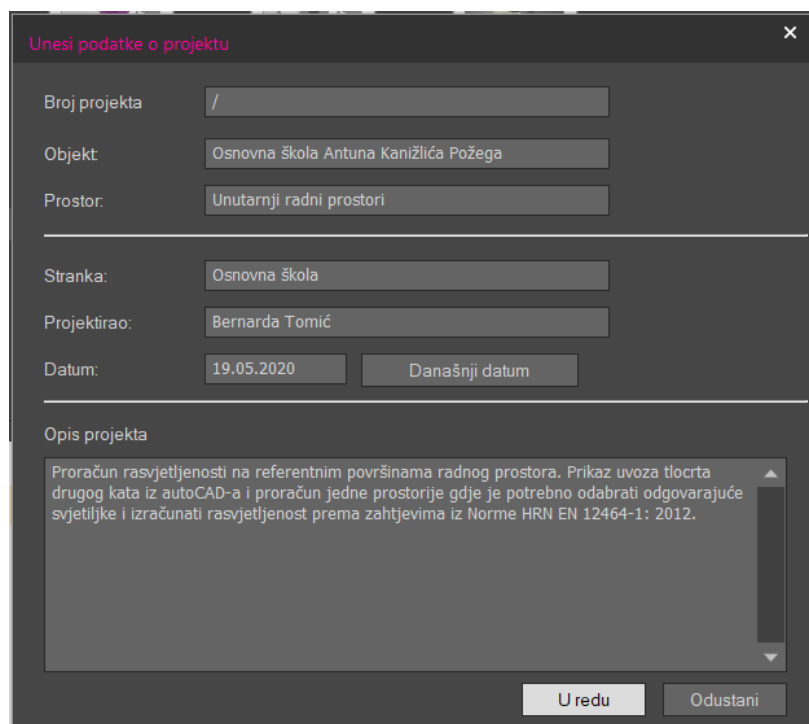 Unesi podatke o projektu
Broj projekta /
Objekt: Osnovna škola Antuna Kanižlića Požega
Prostor: Unutarnji radni prostori
Stranka: Osnovna škola
Projektirao: Bernarda Tomić
Datum: 19.05.2020 Današnji datum
Opis projekta
Proračun rasvjetljenosti na referentnim površinama radnog prostora. Prikaz uvoza tlocrta
drugog kata iz autoCAD-a i proračun jedne prostorije gdje je potrebno odabrati odgovarajuće
svjetiljke i izračunati rasvjetljenost prema zahtjevima iz Norme HRN EN 12464-1: 2012.
U redu Odustani